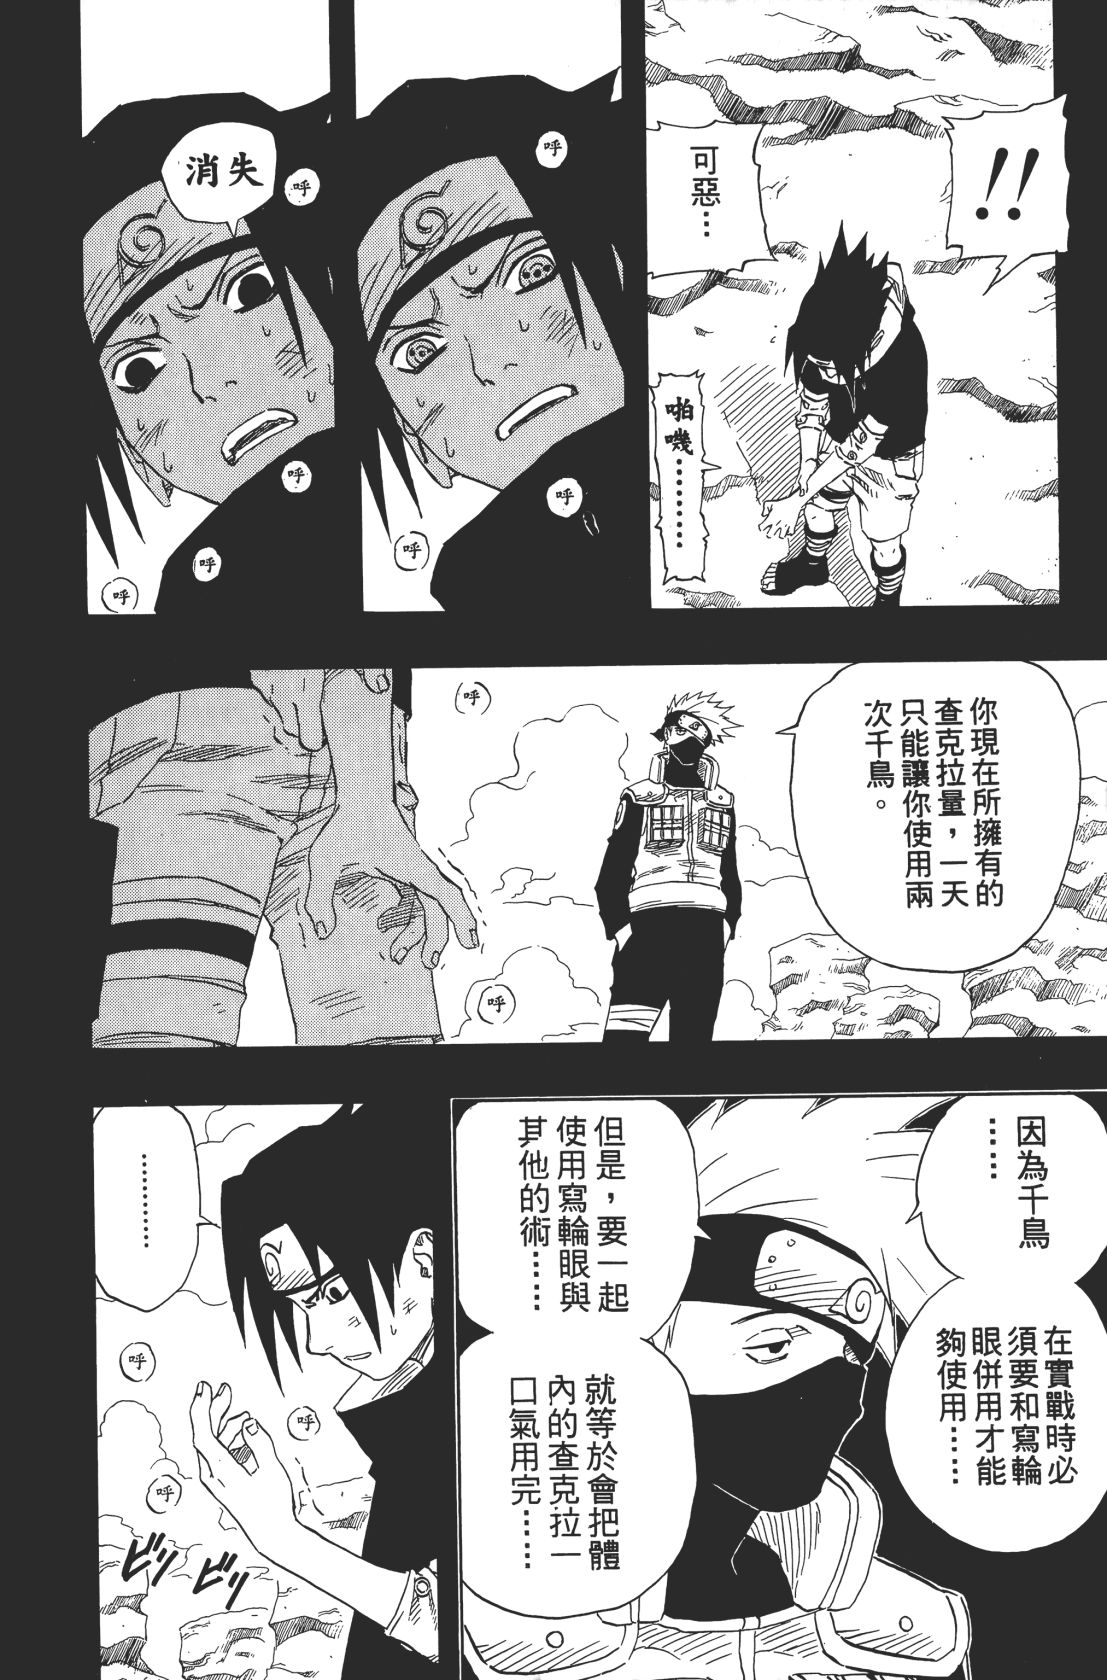 !!
可惡…
啪嘰………
呼
呼
呼
消失
呼
呼
呼
呼
你現在所擁有的
查克拉量，一天
只能讓你使用兩
次千鳥。
呼
呼
因為千鳥
……
在實戰時必
須要和寫輪
眼併用才能
夠使用……
但是，要一起
使用寫輪眼與
其他的術……
就等於會把體
內的查克拉一
口氣用完……
………
呼
呼
呼
ビリ
ビリ